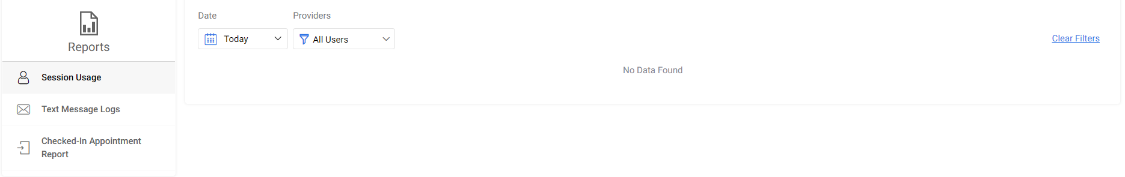 Reports
Session Usage
Text Message Logs
Checked-In Appointment
Report
Date
Providers
Today
All Users
Clear Filters
No Data Found